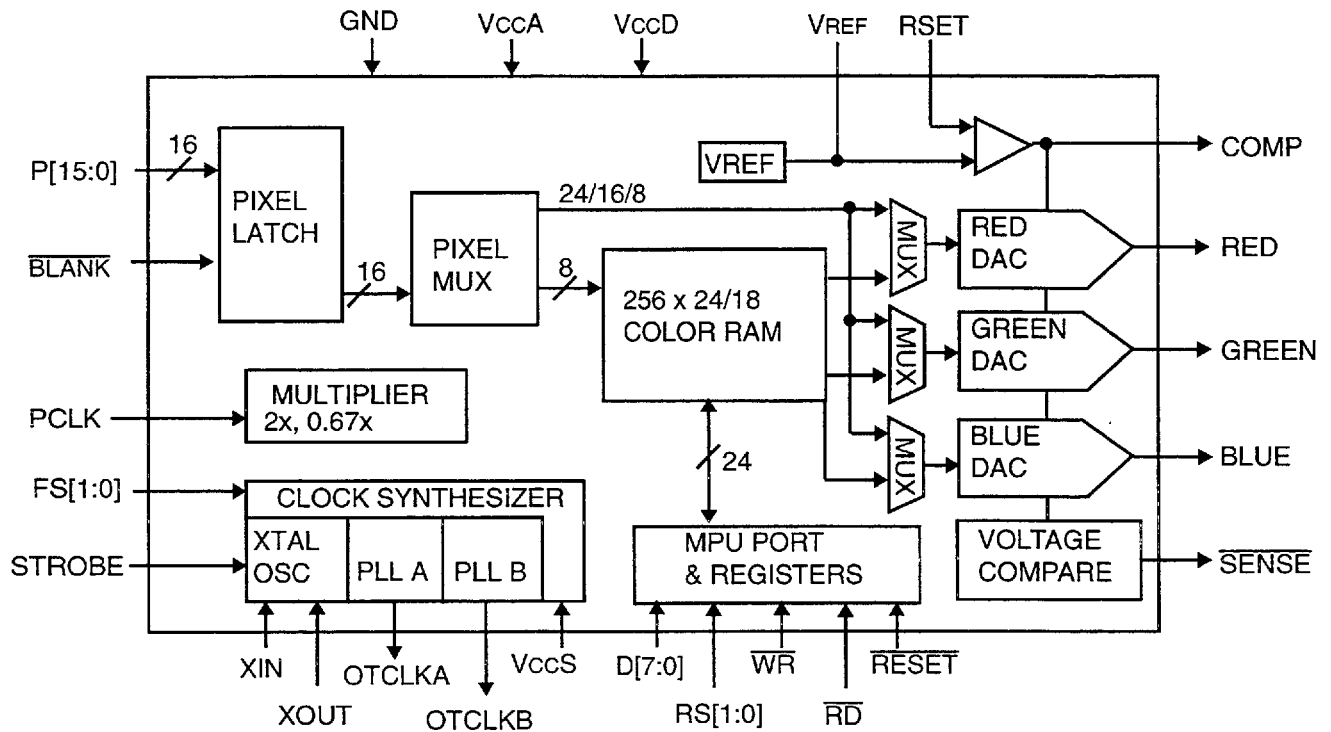 GND
VCCA
VCCD
VREF
RSET
P[15:0]
16
PIXEL
LATCH
BLANK
16
PIXEL
MUX
24/16/8
8
VREF
COMP
256 x 24/18
COLOR RAM
MUX
RED
DAC
RED
MUX
GREEN
DAC
GREEN
MUX
BLUE
DAC
BLUE
PCLK
MULTIPLIER
2x, 0.67x
24
FS[1:0]
CLOCK SYNTHESIZER
STROBE
XTAL
OSC
PLL A
PLL B
MPU PORT
& REGISTERS
VOLTAGE
COMPARE
SENSE
XIN
XOUT
OTCLKA
OTCLKB
VCCS
D[7:0]
RS[1:0]
WR
RD
RESET